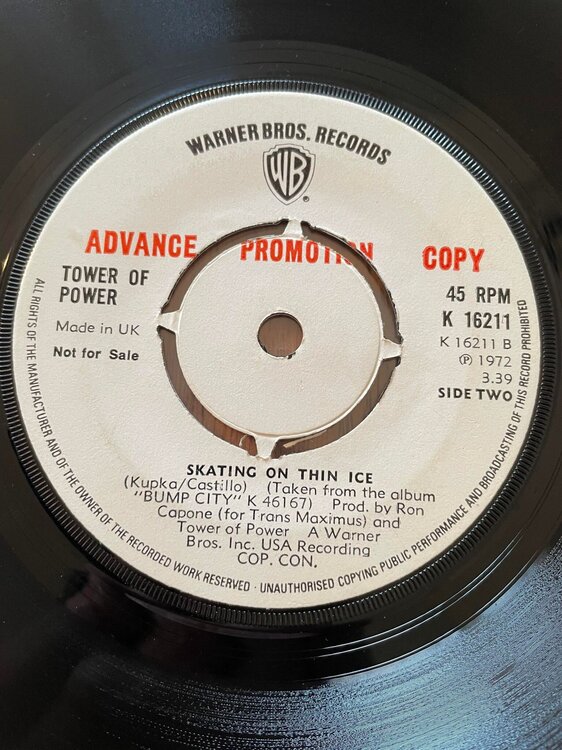 WARNER BROS. RECORDS
WB
®
ADVANCE PROMOTION COPY
TOWER OF
POWER
Made in UK
Not for Sale
45 RPM
K 16211
K 16211 B
Ⓟ 1972
3.39
SIDE TWO
SKATING ON THIN ICE
(Kupka/Castillo) (Taken from the album
"BUMP CITY" K 46167) Prod. by Ron
Capone (for Trans Maximus) and
Tower of Power A Warner
Bros. Inc. USA Recording
COP. CON.
ALL RIGHTS OF THE MANUFACTURER AND OF THE OWNER OF THE RECORDED WORK RESERVED · UNAUTHORISED COPYING PUBLIC PERFORMANCE AND BROADCASTING OF THIS RECORD PROHIBITED